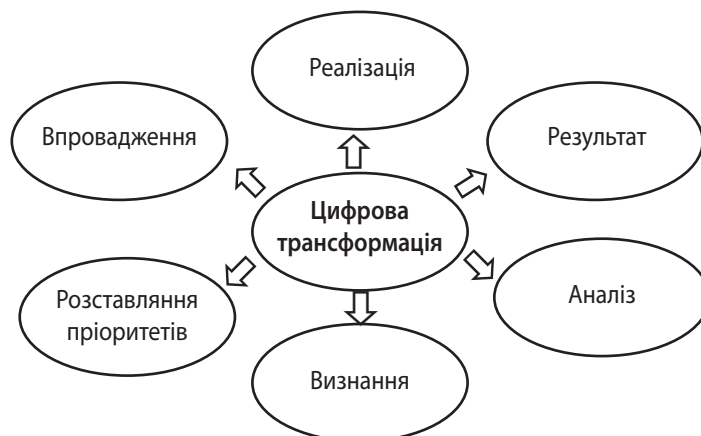 Реалізація
Впровадження
Результат
Цифрова
трансформація
Розставляння
пріоритетів
Аналіз
Визнання